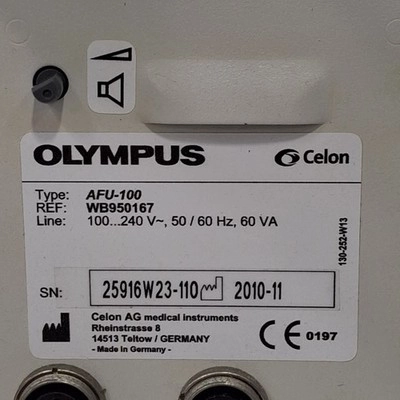 OLYMPUS Celon
Type: AFU-100
REF: WB950167
Line: 100...240 V~, 50 / 60 Hz, 60 VA
130-252-W13
SN: 25916W23-110 2010-11
Celon AG medical instruments
Rheinstrasse 8
14513 Teltow / GERMANY
- Made in Germany -
CE 0197